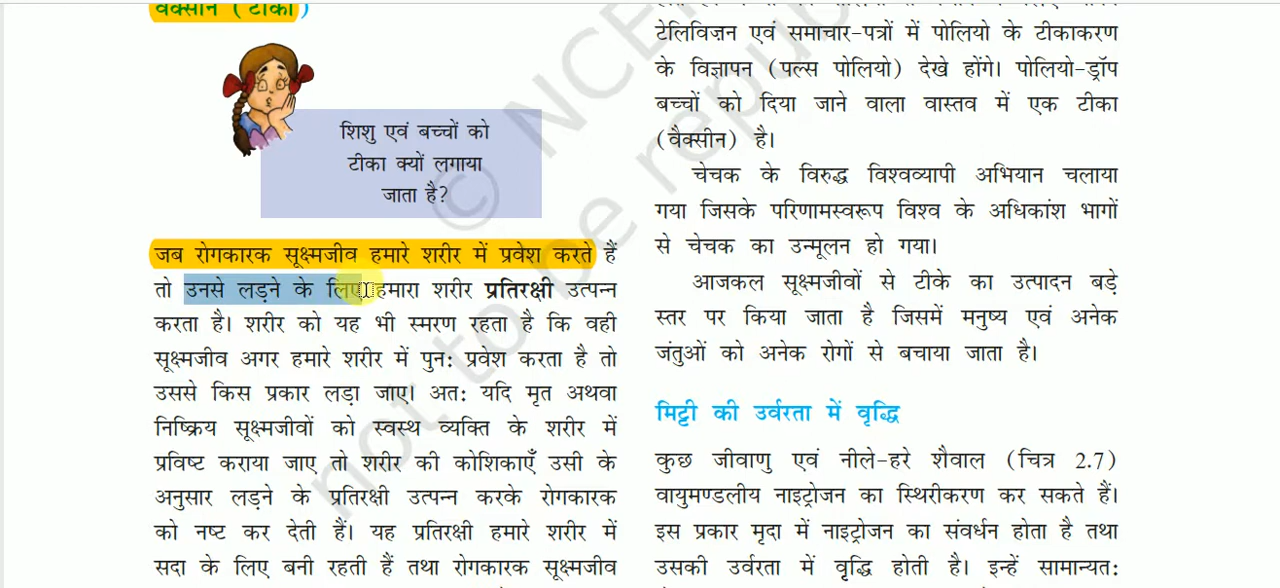 वैक्सीन (टीका)
शिशु एवं बच्चों को
टीका क्यों लगाया
जाता है?
जब रोगकारक सूक्ष्मजीव हमारे शरीर में प्रवेश करते हैं
तो उनसे लड़ने के लिए हमारा शरीर प्रतिरक्षी उत्पन्न
करता है। शरीर को यह भी स्मरण रहता है कि वही
सूक्ष्मजीव अगर हमारे शरीर में पुन: प्रवेश करता है तो
उससे किस प्रकार लड़ा जाए। अत: यदि मृत अथवा
निष्क्रिय सूक्ष्मजीवों को स्वस्थ व्यक्ति के शरीर में
प्रविष्ट कराया जाए तो शरीर की कोशिकाएँ उसी के
अनुसार लड़ने के प्रतिरक्षी उत्पन्न करके रोगकारक
को नष्ट कर देती हैं। यह प्रतिरक्षी हमारे शरीर में
सदा के लिए बनी रहती हैं तथा रोगकारक सूक्ष्मजीव
टेलिविज़न एवं समाचार-पत्रों में पोलियो के टीकाकरण
के विज्ञापन (पल्स पोलियो) देखे होंगे। पोलियो-ड्रॉप
बच्चों को दिया जाने वाला वास्तव में एक टीका
(वैक्सीन) है।
चेचक के विरुद्ध विश्वव्यापी अभियान चलाया
गया जिसके परिणामस्वरूप विश्व के अधिकांश भागों
से चेचक का उन्मूलन हो गया।
आजकल सूक्ष्मजीवों से टीके का उत्पादन बड़े
स्तर पर किया जाता है जिसमें मनुष्य एवं अनेक
जंतुओं को अनेक रोगों से बचाया जाता है।
मिट्टी की उर्वरता में वृद्धि
कुछ जीवाणु एवं नीले-हरे शैवाल (चित्र 2.7)
वायुमण्डलीय नाइट्रोजन का स्थिरीकरण कर सकते हैं।
इस प्रकार मृदा में नाइट्रोजन का संवर्धन होता है तथा
उसकी उर्वरता में वृद्धि होती है। इन्हें सामान्यत:
© NCE
not to be republ